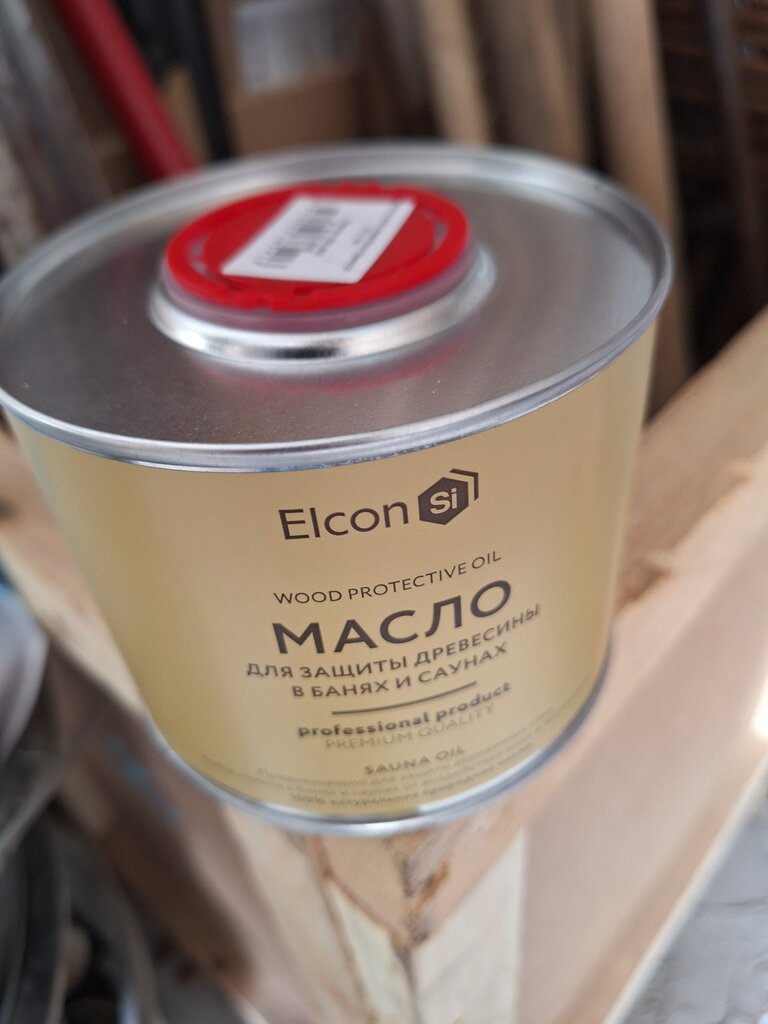 Elcon Si
WOOD PROTECTIVE OIL
МАСЛО
ДЛЯ ЗАЩИТЫ ДРЕВЕСИНЫ
В БАНЯХ И САУНАХ
professional product
PREMIUM QUALITY
SAUNA OIL